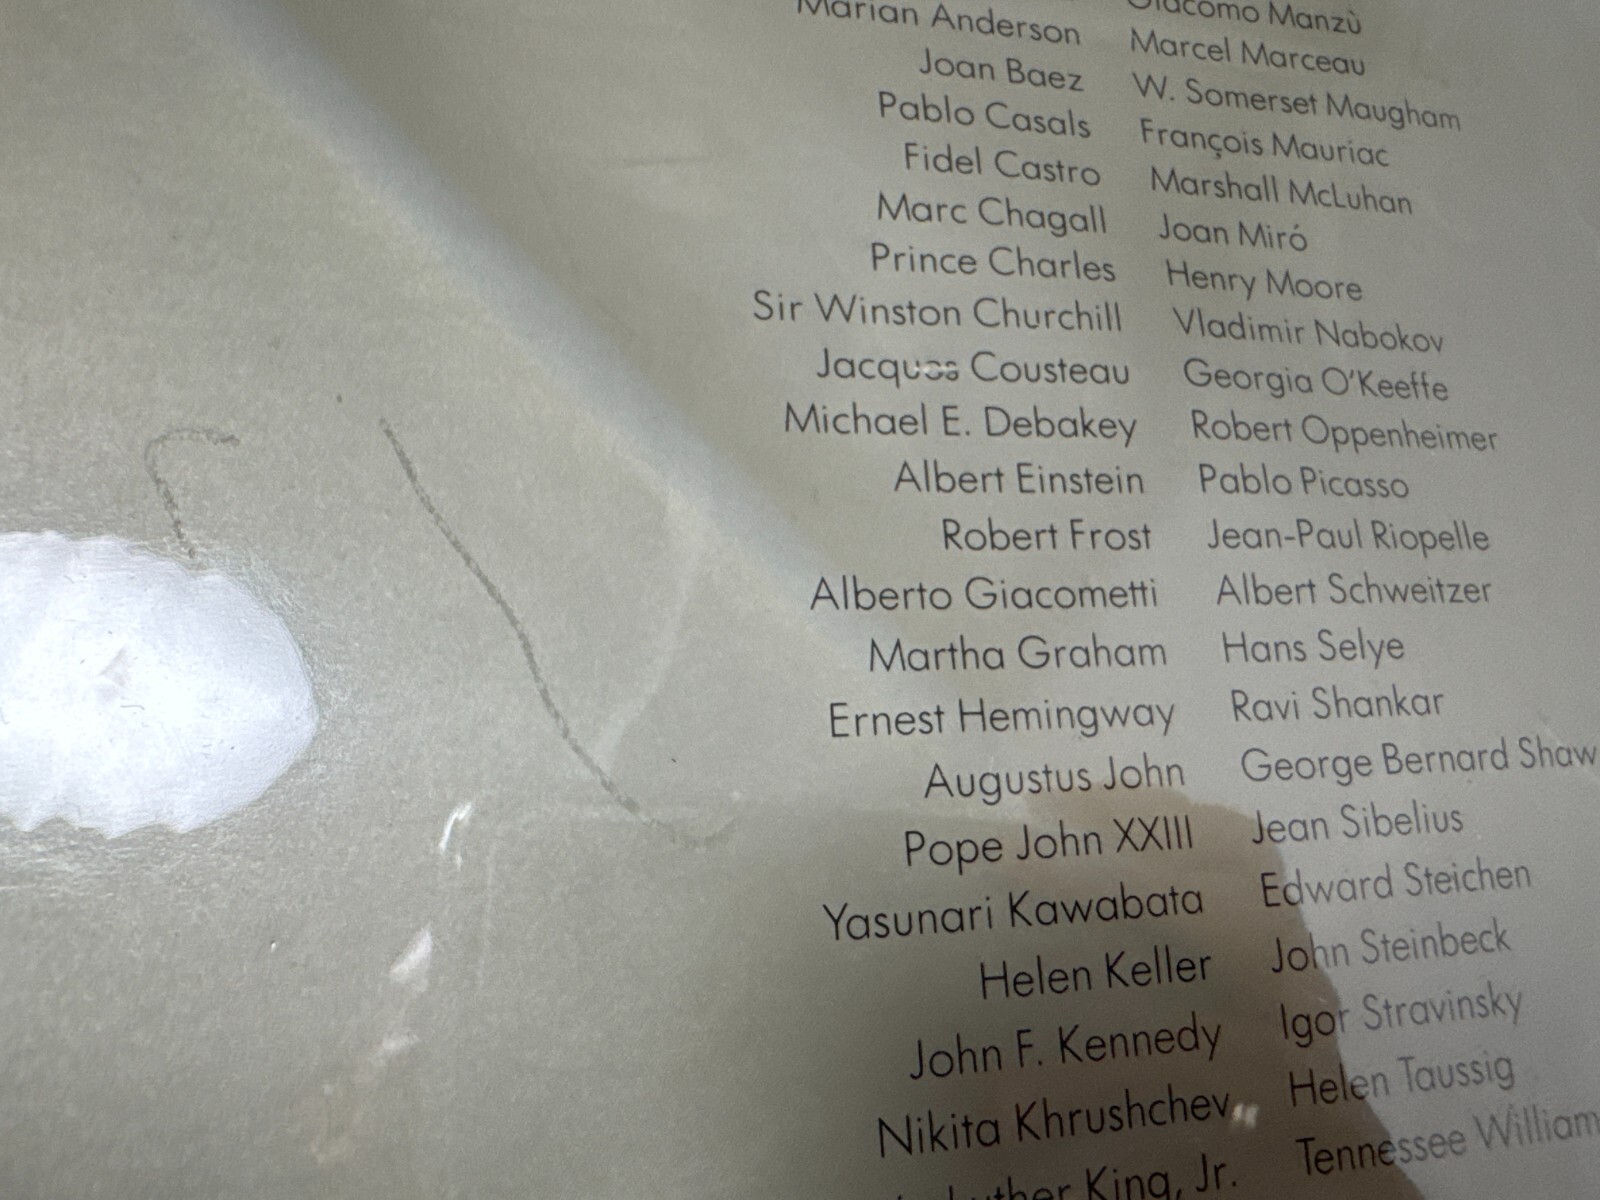 Marian Anderson
Joan Baez
Pablo Casals
Fidel Castro
Marc Chagall
Prince Charles
Sir Winston Churchill
Jacques Cousteau
Michael E. Debakey
Albert Einstein
Robert Frost
Alberto Giacometti
Martha Graham
Ernest Hemingway
Augustus John
Pope John XXIII
Yasunari Kawabata
Helen Keller
John F. Kennedy
Nikita Khrushchev
Luther King, Jr.
Giacomo Manzù
Marcel Marceau
W. Somerset Maugham
François Mauriac
Marshall McLuhan
Joan Miró
Henry Moore
Vladimir Nabokov
Georgia O'Keeffe
Robert Oppenheimer
Pablo Picasso
Jean-Paul Riopelle
Albert Schweitzer
Hans Selye
Ravi Shankar
George Bernard Shaw
Jean Sibelius
Edward Steichen
John Steinbeck
Igor Stravinsky
Helen Taussig
Tennessee William